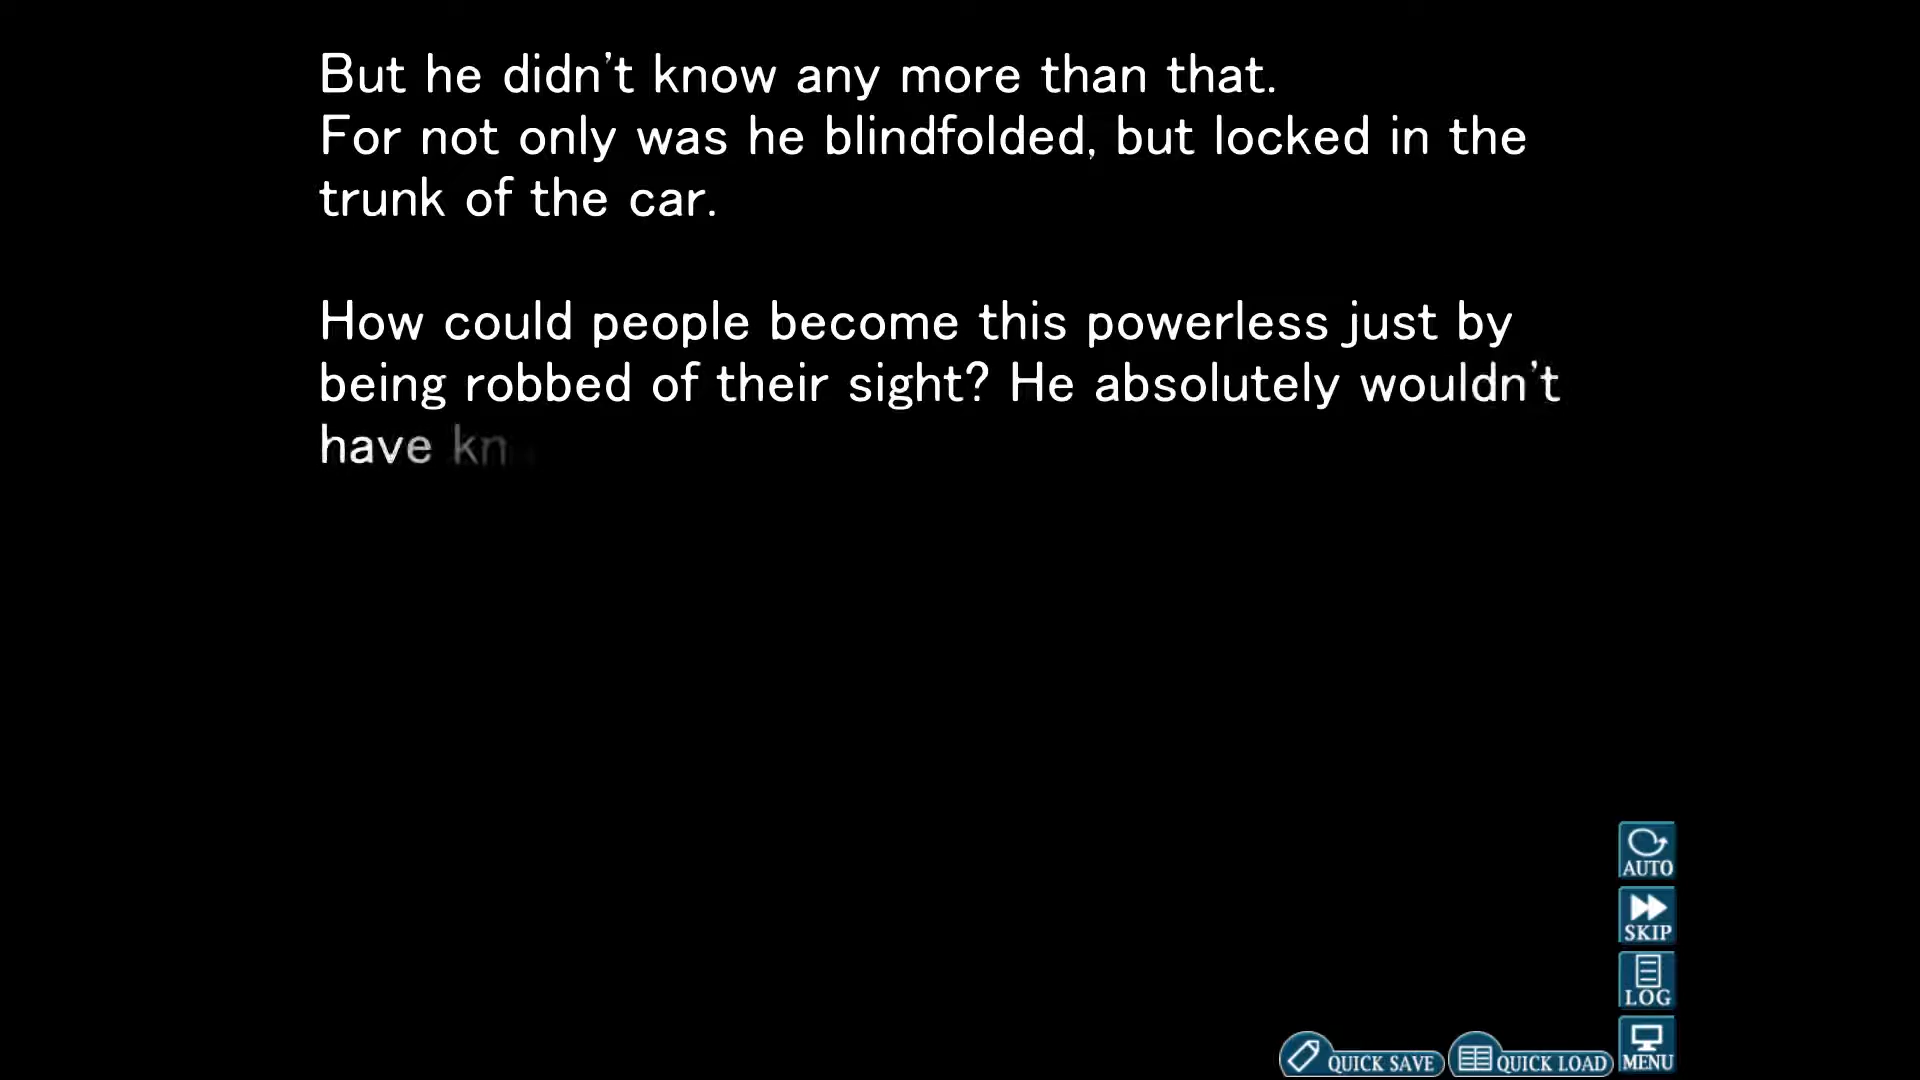 But he didn't know any more than that.
For not only was he blindfolded, but locked in the
trunk of the car.
How could people become this powerless just by
being robbed of their sight? He absolutely wouldn't
have kn
AUTO
SKIP
LOG
MENU
QUICK SAVE
QUICK LOAD